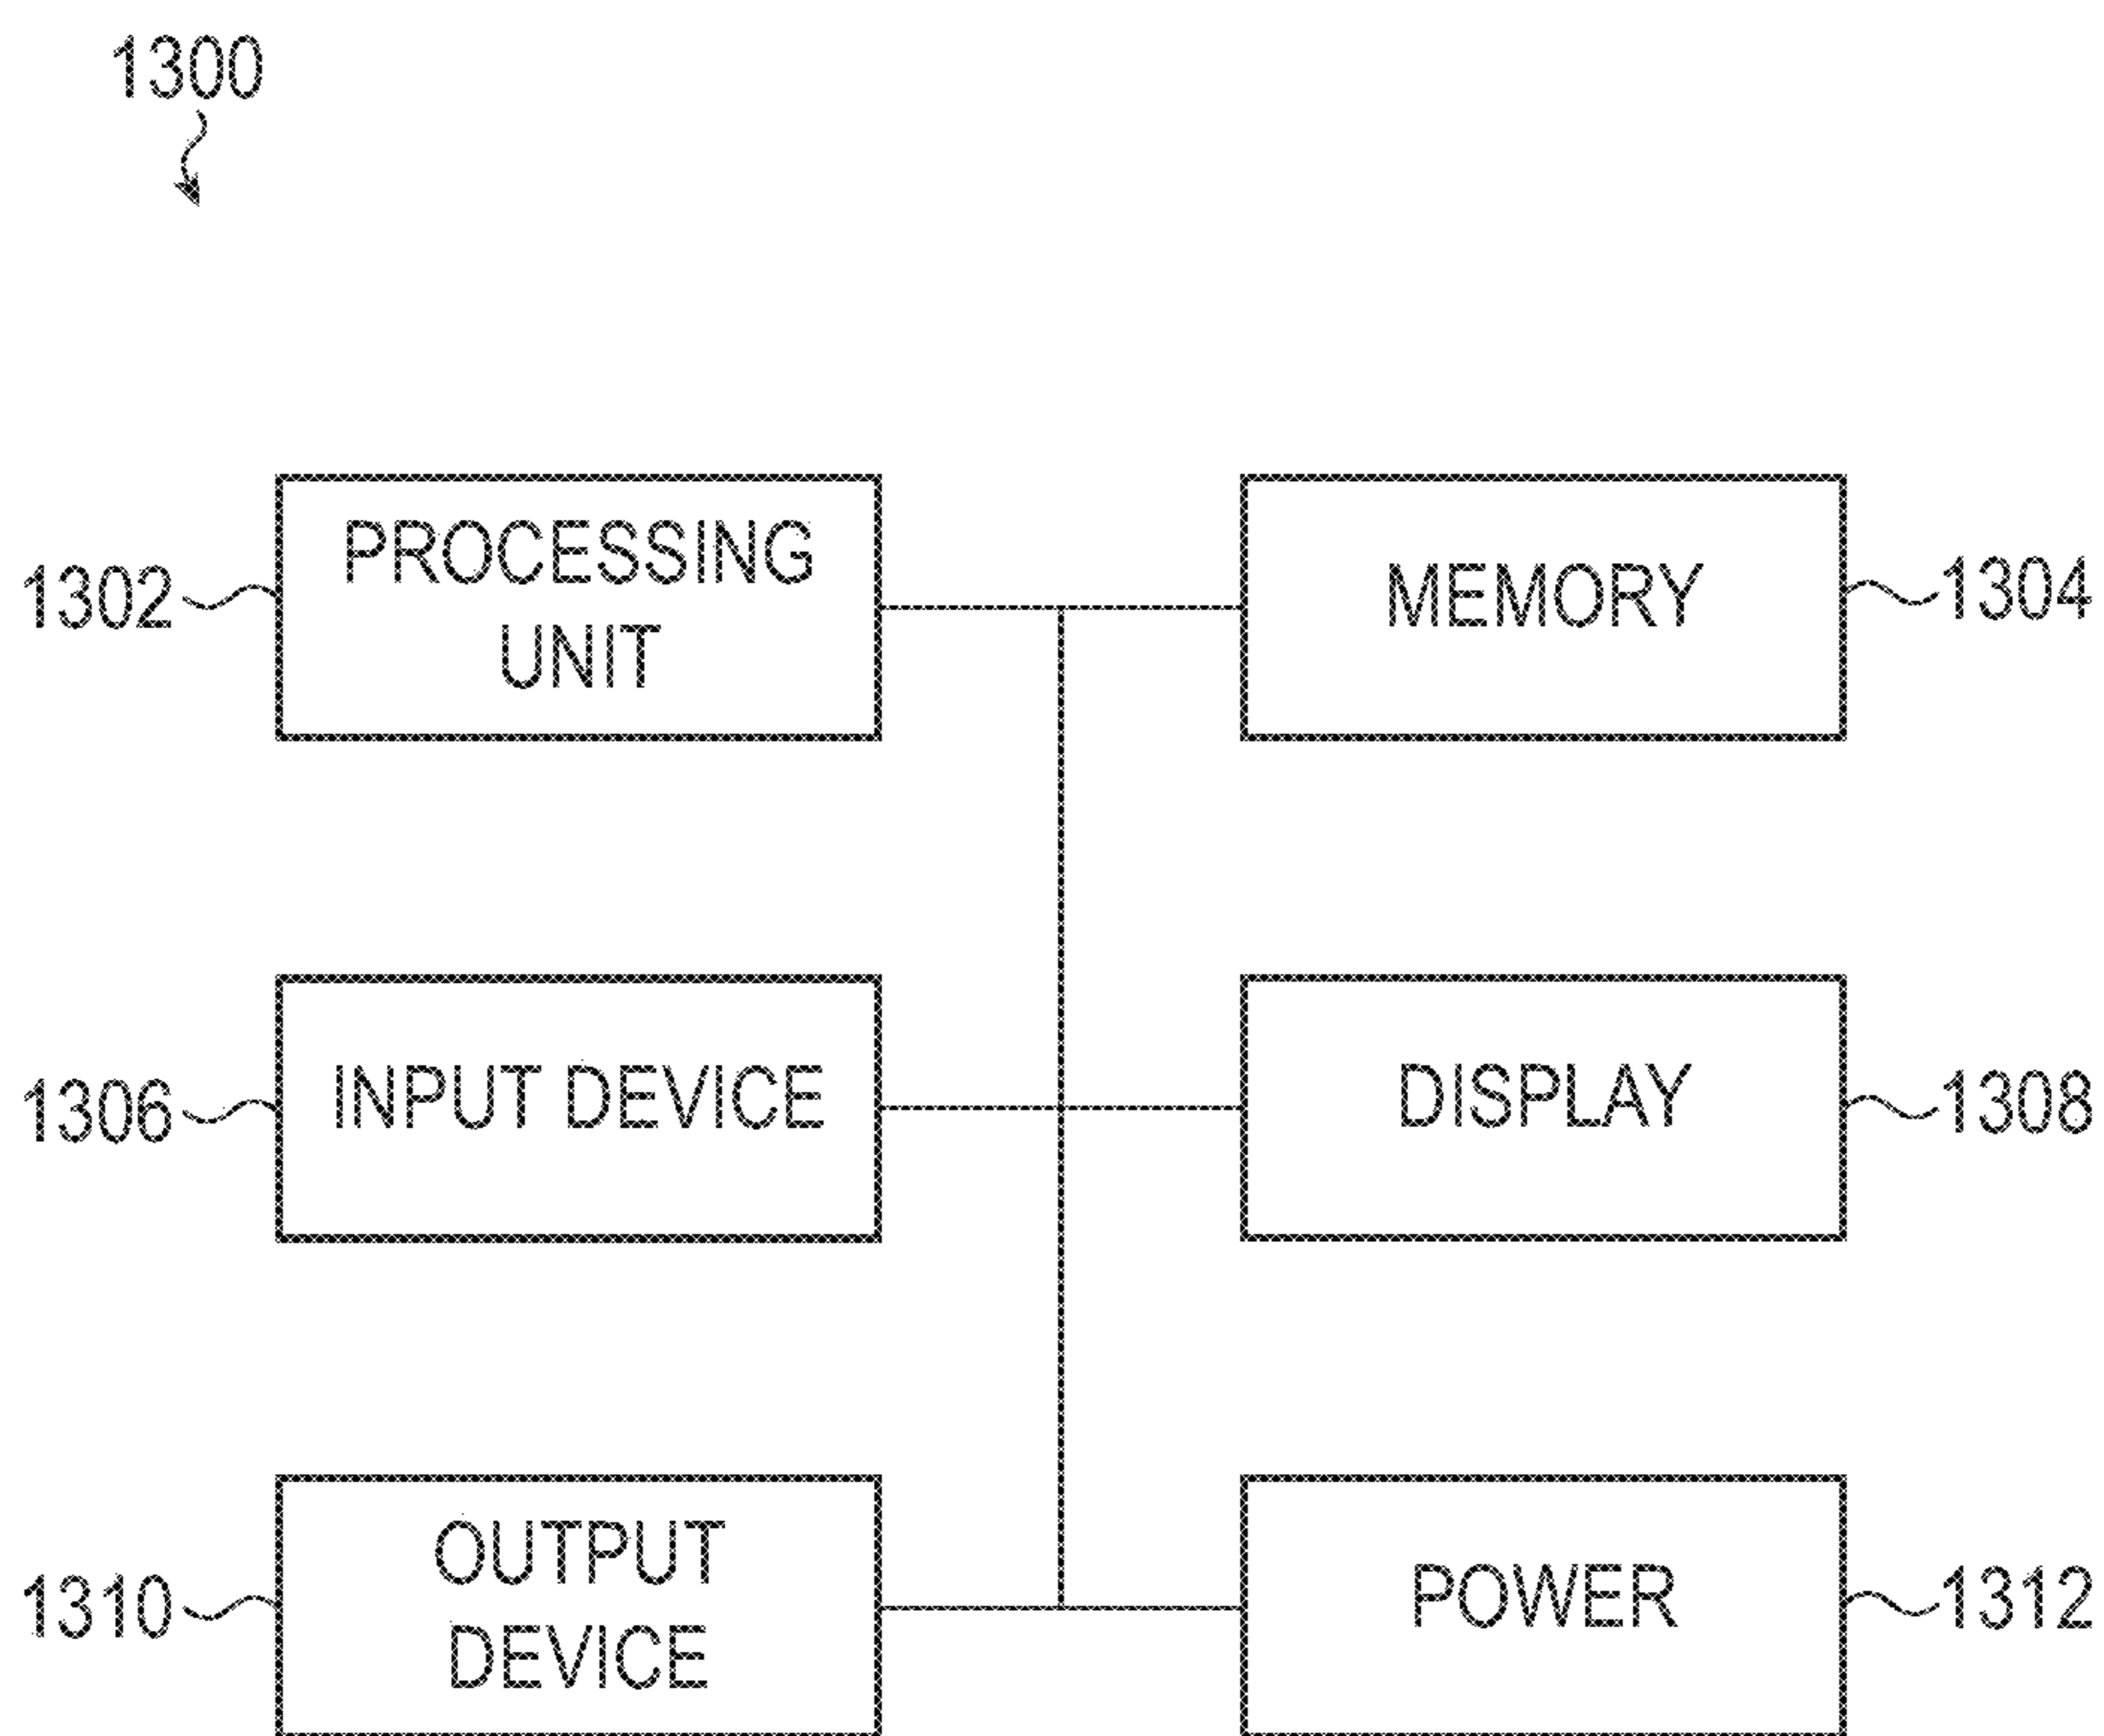 1300
PROCESSING
UNIT
1302
MEMORY
1304
INPUT DEVICE
1306
DISPLAY
1308
OUTPUT
DEVICE
1310
POWER
1312